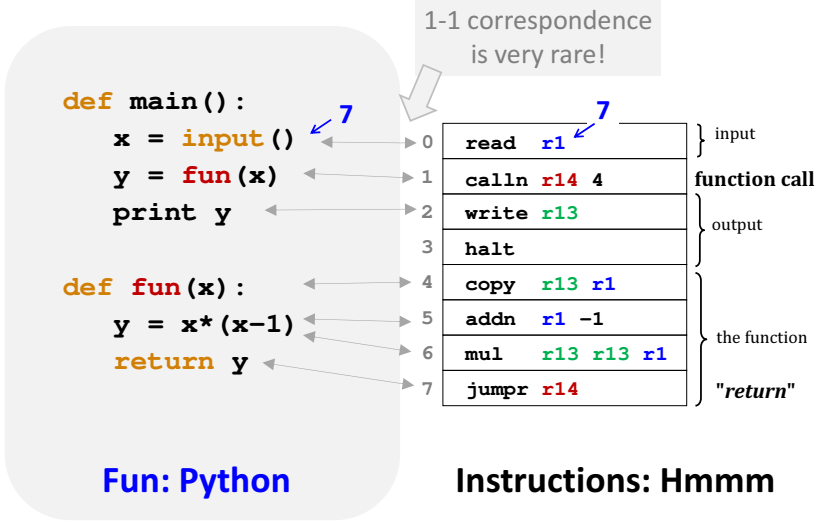 1-1 correspondence
is very rare!
def main():
x = input()
7
y = fun(x)
print y
def fun(x):
y = x*(x-1)
return y
Fun: Python
7
0 read r1
input
1 calln r14 4
function call
2 write r13
output
3 halt
4 copy r13 r1
5 addn r1 -1
the function
6 mul r13 r13 r1
7 jumpr r14
"return"
Instructions: Hmmm